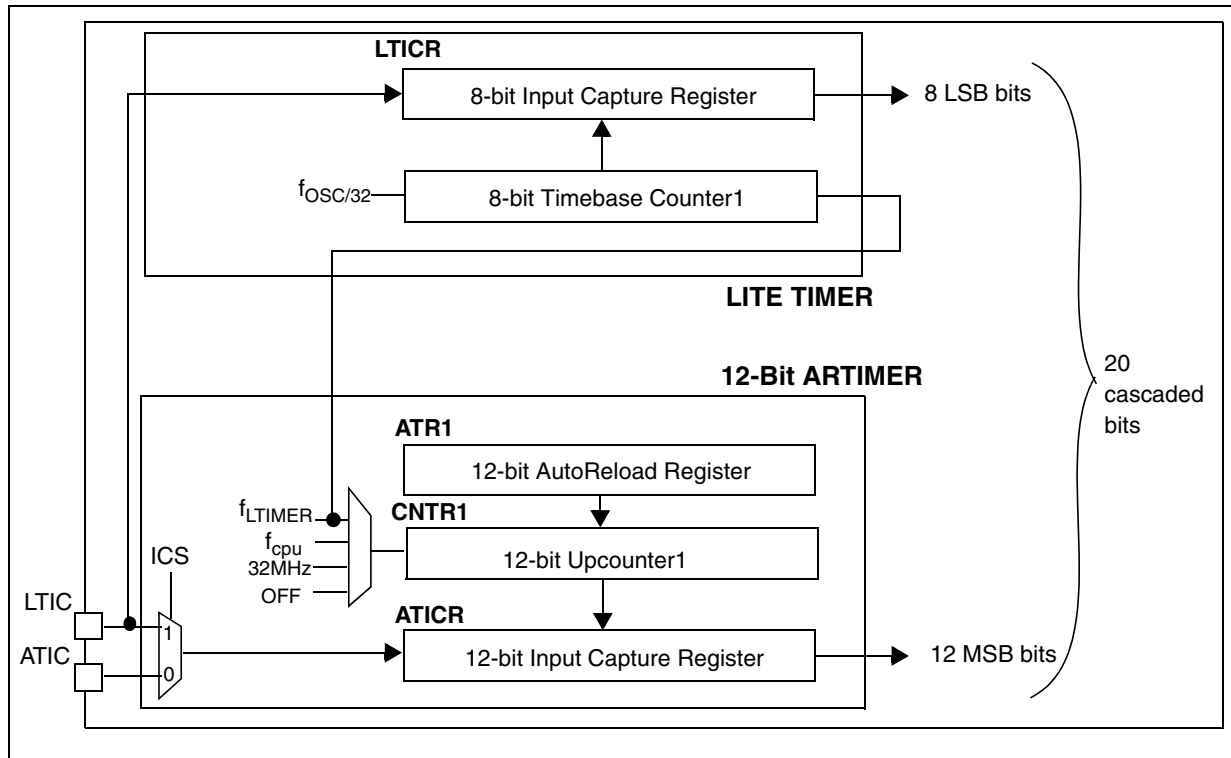 LTICR
8-bit Input Capture Register
8 LSB bits
fOSC/32
8-bit Timebase Counter1
LITE TIMER
20
cascaded
bits
12-Bit ARTIMER
ATR1
12-bit AutoReload Register
fLTIMER
CNTR1
fcpu
12-bit Upcounter1
32MHz
OFF
ICS
LTIC
1
ATICR
12-bit Input Capture Register
12 MSB bits
ATIC
0